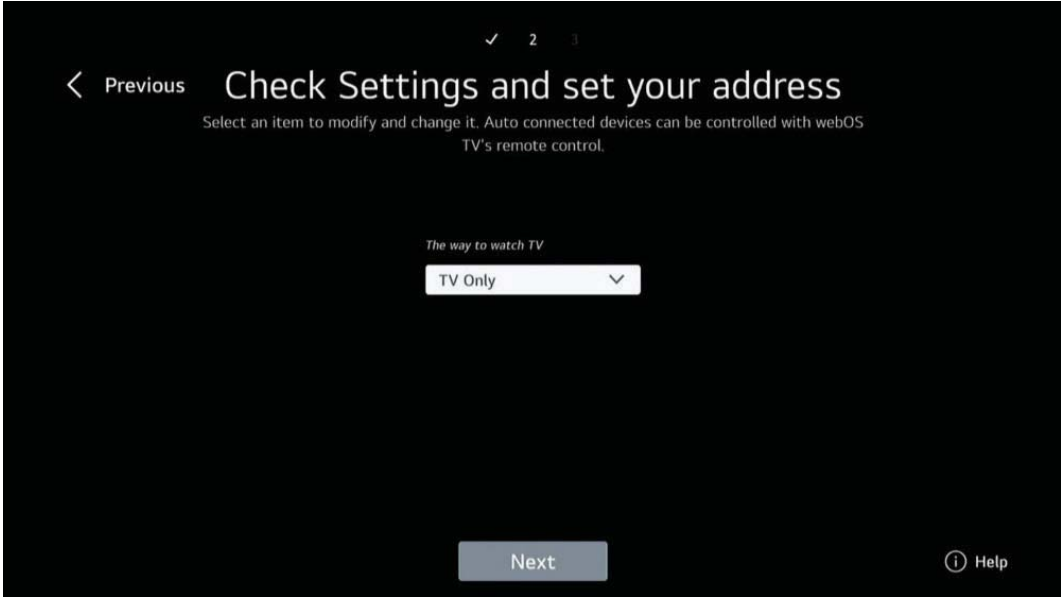 2 3
Previous
Check Settings and set your address
Select an item to modify and change it. Auto connected devices can be controlled with webOS
TV's remote control.
The way to watch TV
TV Only
Next
Help